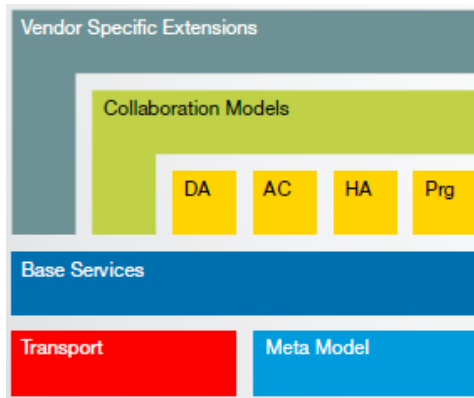 Vendor Specific Extensions
Collaboration Models
DA AC HA Prg
Base Services
Transport Meta Model